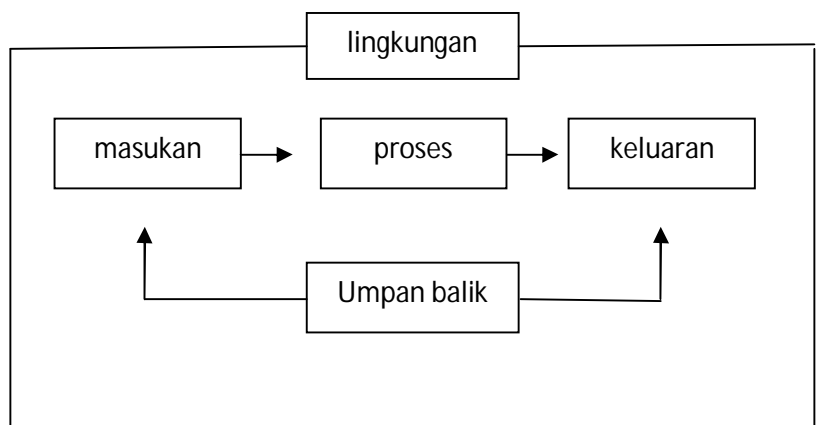 lingkungan
masukan
proses
keluaran
Umpan balik